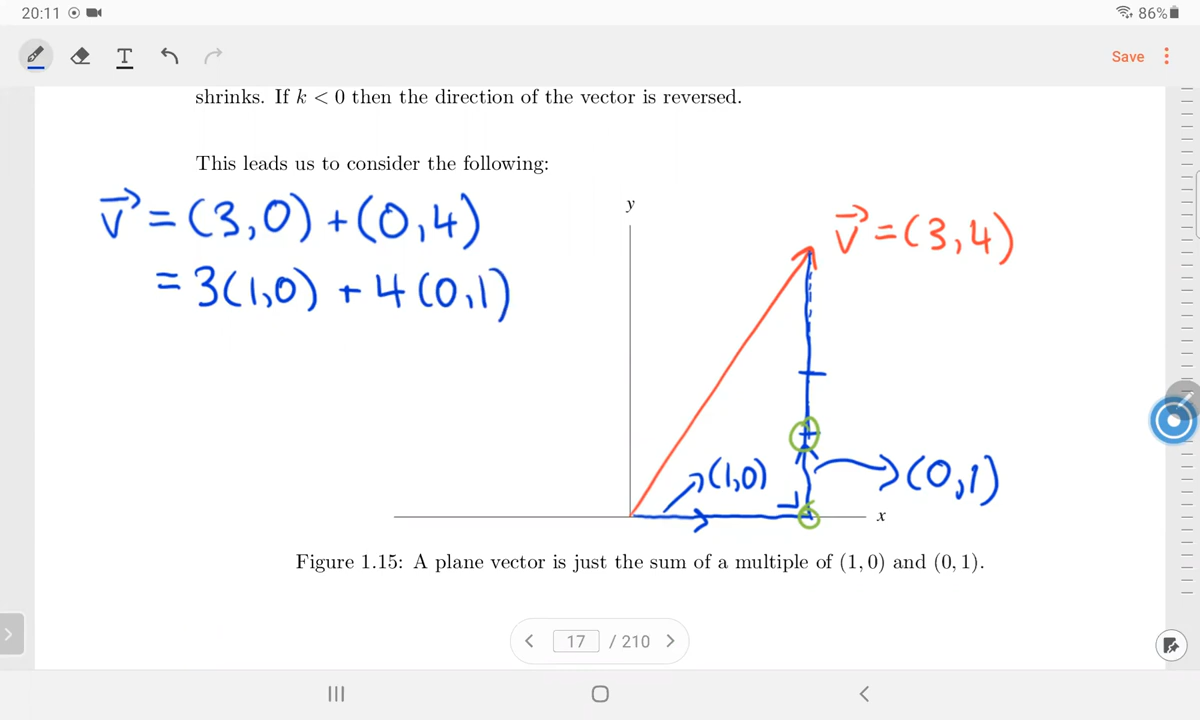 20:11
86%
T
Save
shrinks. If k < 0 then the direction of the vector is reversed.
This leads us to consider the following:
v⃗ = (3,0) + (0,4)
= 3(1,0) + 4(0,1)
y
v⃗ = (3,4)
(1,0)
(0,1)
x
Figure 1.15: A plane vector is just the sum of a multiple of (1, 0) and (0, 1).
17 / 210